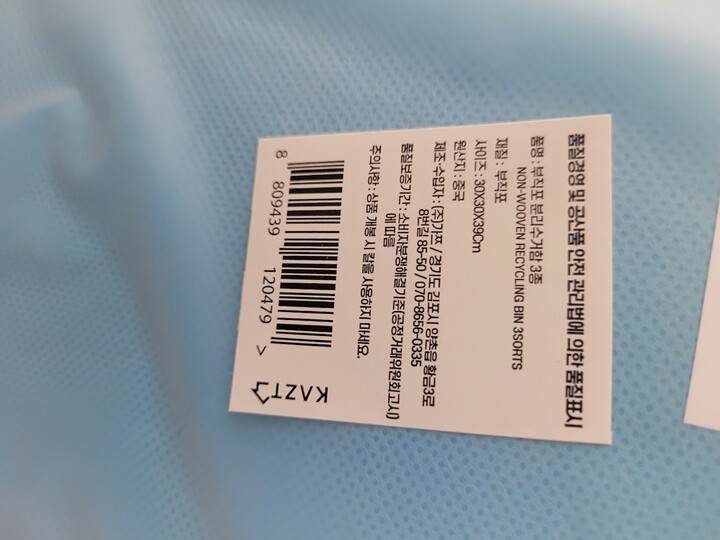 품질경영 및 공산품 안전 관리법에 의한 품질표시
품명 : 부직포 분리수거함 3종
NON-WOOVEN RECYCLING BIN 3SORTS
재질 : 부직포
사이즈 : 30X30X39Cm
원산지 : 중국
제조·수입자 : (주)가쯔 / 경기도 김포시 양촌읍 황금3로
8번길 85-50 / 070-8656-0335
품질보증기간 : 소비자분쟁해결기준(공정거래위원회고시)
에 따름
주의사항 : 상품 개봉 시 칼을 사용하지 마세요.
8 809439 120479 >
KAZT